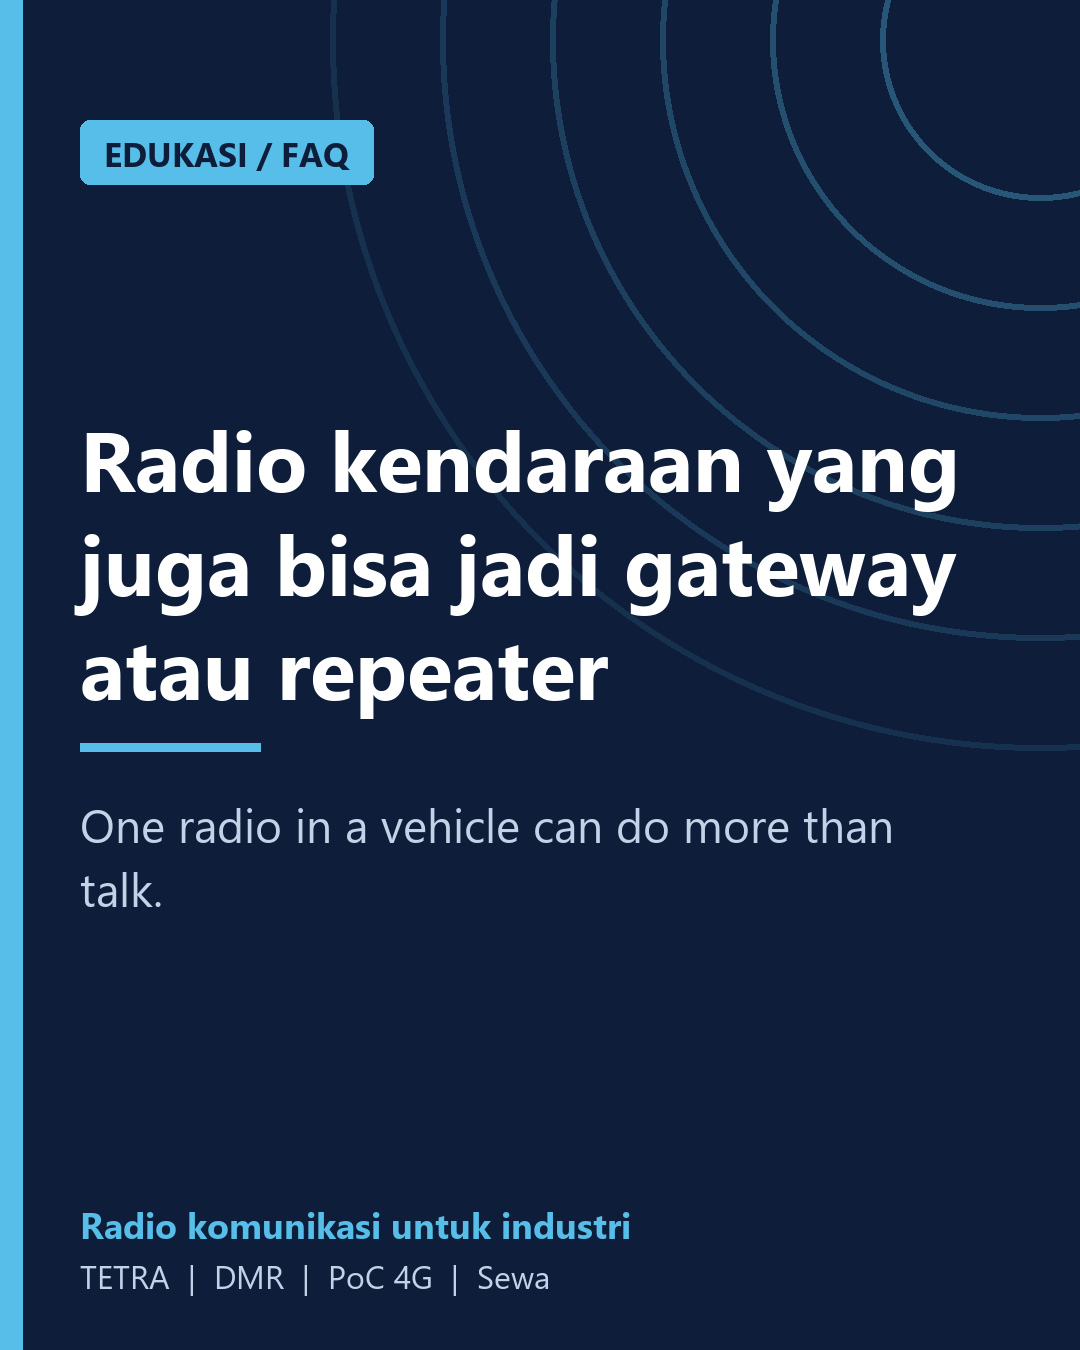 EDUKASI / FAQ
Radio kendaraan yang
juga bisa jadi gateway
atau repeater
One radio in a vehicle can do more than
talk.
Radio komunikasi untuk industri
TETRA | DMR | PoC 4G | Sewa